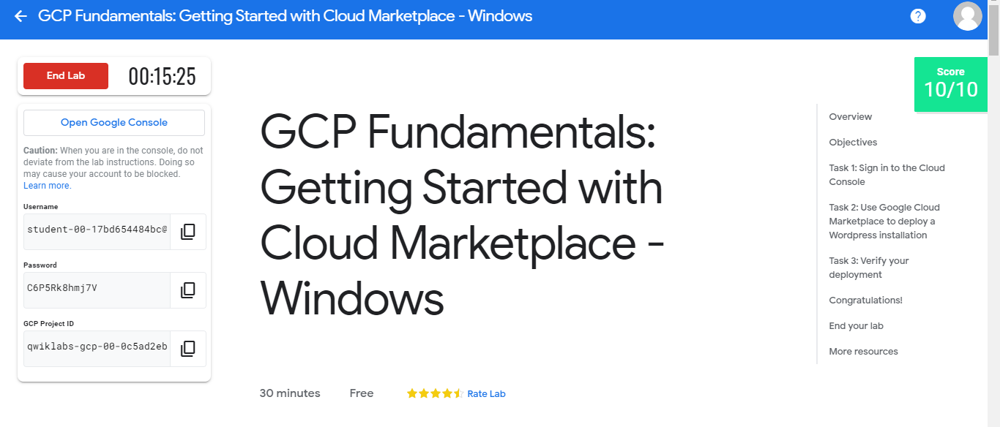 GCP Fundamentals: Getting Started with Cloud Marketplace - Windows
?
End Lab
00:15:25
Open Google Console
Caution: When you are in the console, do not
deviate from the lab instructions. Doing so
may cause your account to be blocked.
Learn more.
Username
student-00-17bd654484bc@
Password
C6P5Rk8hmj7V
GCP Project ID
qwiklabs-gcp-00-0c5ad2eb
GCP Fundamentals:
Getting Started with
Cloud Marketplace -
Windows
30 minutes
Free
Rate Lab
Score
10/10
Overview
Objectives
Task 1: Sign in to the Cloud
Console
Task 2: Use Google Cloud
Marketplace to deploy a
Wordpress installation
Task 3: Verify your
deployment
Congratulations!
End your lab
More resources